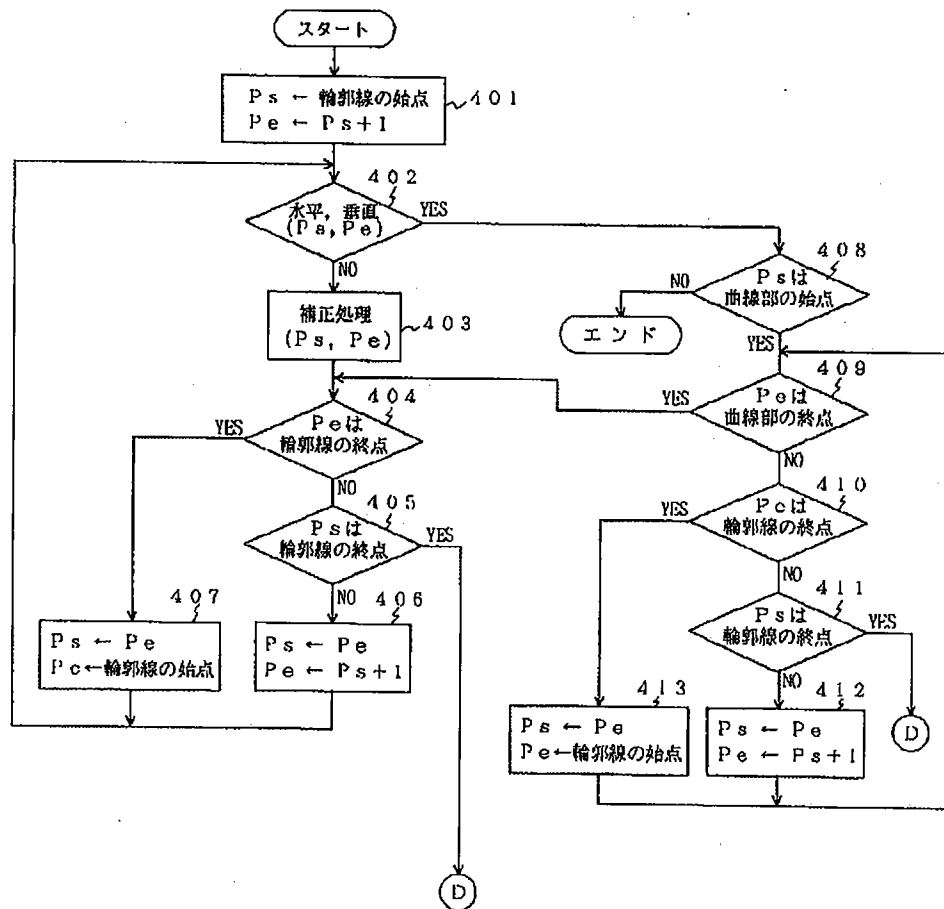 スタート
Ps ← 輪郭線の始点
Pe ← Ps+1
401
402
水平, 垂直
(Ps, Pe)
YES
NO
補正処理
(Ps, Pe)
403
404
Peは
輪郭線の終点
YES
NO
405
Psは
輪郭線の終点
YES
NO
407
Ps ← Pe
Pe←輪郭線の始点
406
Ps ← Pe
Pe ← Ps+1
D
408
Psは
曲線部の始点
NO
エンド
YES
409
Peは
曲線部の終点
YES
NO
410
Peは
輪郭線の終点
YES
NO
411
Psは
輪郭線の終点
YES
NO
413
Ps ← Pe
Pe←輪郭線の始点
412
Ps ← Pe
Pe ← Ps+1
D